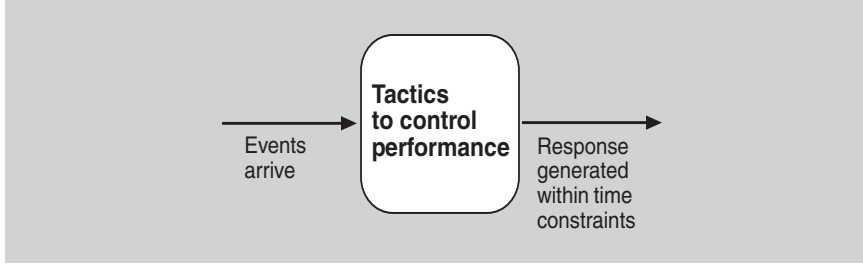 Events
arrive
Tactics
to control
performance
Response
generated
within time
constraints